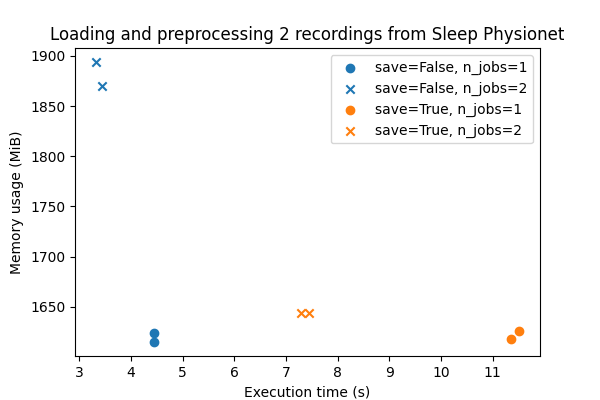 Loading and preprocessing 2 recordings from Sleep Physionet
Memory usage (MiB)
1900
1850
1800
1750
1700
1650
save=False, n_jobs=1
save=False, n_jobs=2
save=True, n_jobs=1
save=True, n_jobs=2
3 4 5 6 7 8 9 10 11
Execution time (s)